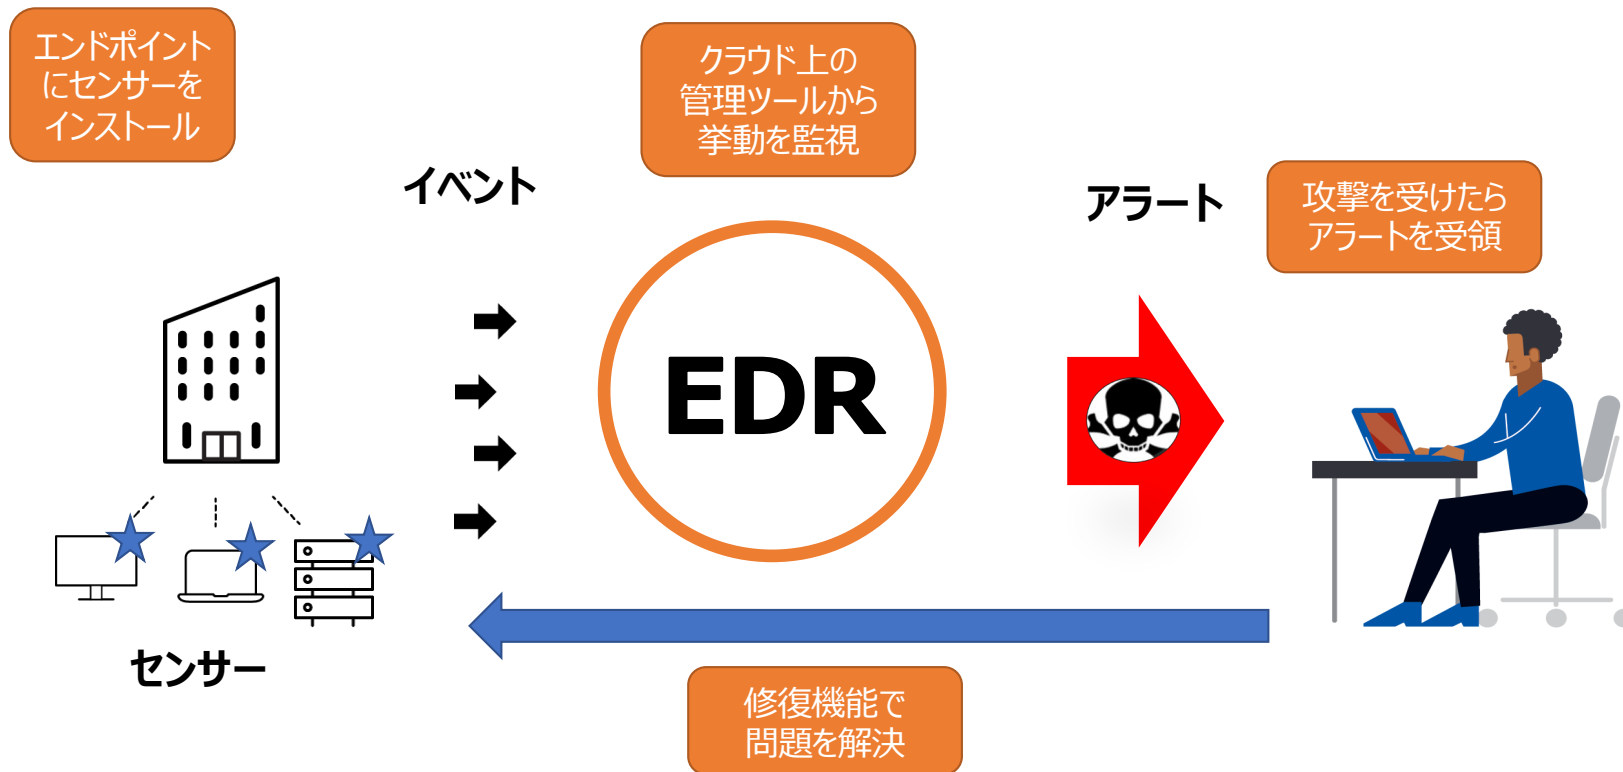 エンドポイント
にセンサーを
インストール
クラウド上の
管理ツールから
挙動を監視
イベント
アラート
攻撃を受けたら
アラートを受領
EDR
センサー
修復機能で
問題を解決